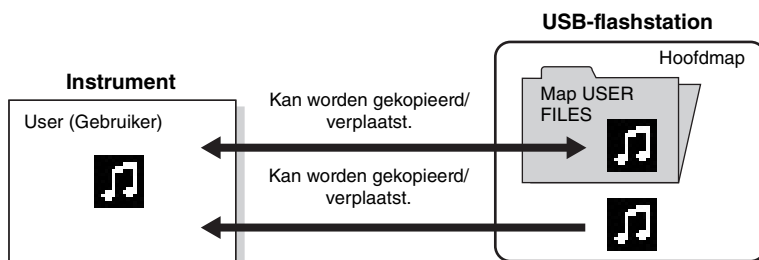 USB-flashstation
Hoofdmap
Instrument
Map USER
FILES
User (Gebruiker)
Kan worden gekopieerd/
verplaatst.
Kan worden gekopieerd/
verplaatst.